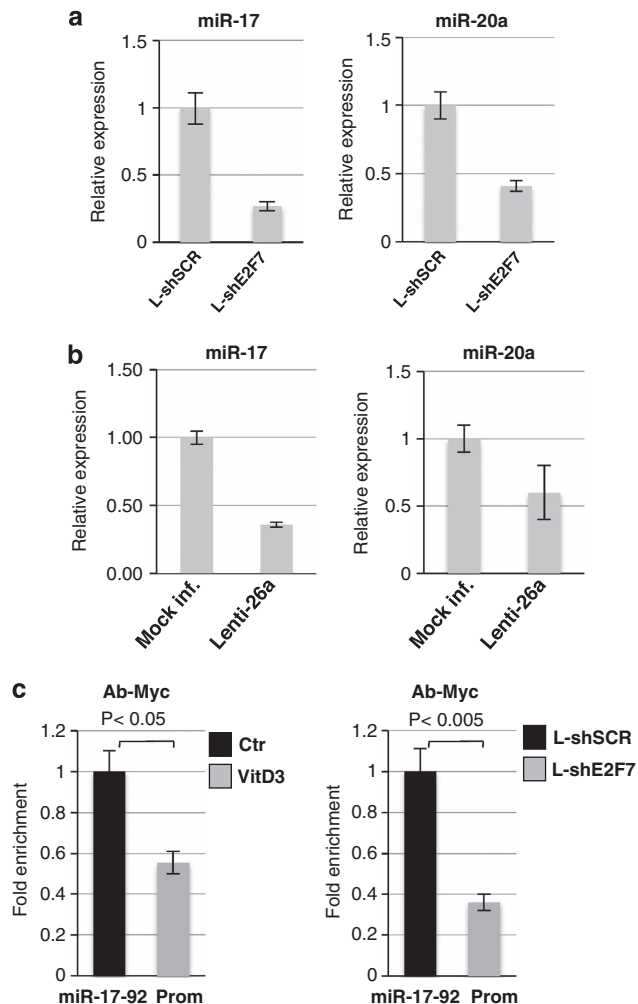 a
miR-17
miR-20a
Relative expression
1.5
1
0.5
0
L-shSCR
L-shE2F7
Relative expression
1.5
1
0.5
0
L-shSCR
L-shE2F7
b
miR-17
miR-20a
Relative expression
1.50
1.00
0.50
0.00
Mock inf.
Lenti-26a
Relative expression
1.5
1
0.5
0
Mock inf.
Lenti-26a
c
Ab-Myc
P< 0.05
Fold enrichment
1.2
1
0.8
0.6
0.4
0.2
0
Ctr
VitD3
miR-17-92 Prom
Ab-Myc
P< 0.005
Fold enrichment
1.2
1
0.8
0.6
0.4
0.2
0
L-shSCR
L-shE2F7
miR-17-92 Prom